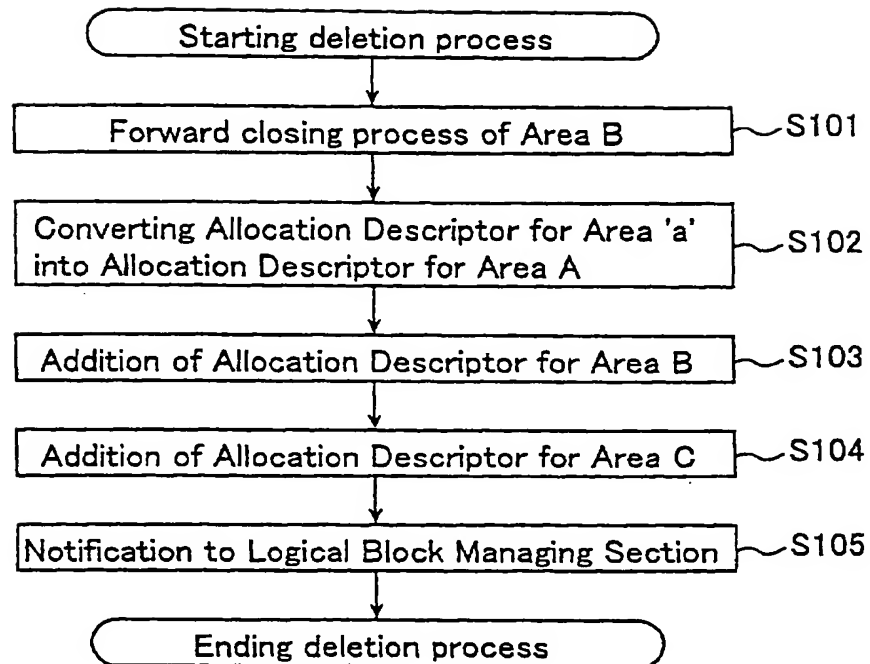 Starting deletion process
Forward closing process of Area B
S101
Converting Allocation Descriptor for Area 'a'
into Allocation Descriptor for Area A
S102
Addition of Allocation Descriptor for Area B
S103
Addition of Allocation Descriptor for Area C
S104
Notification to Logical Block Managing Section
S105
Ending deletion process